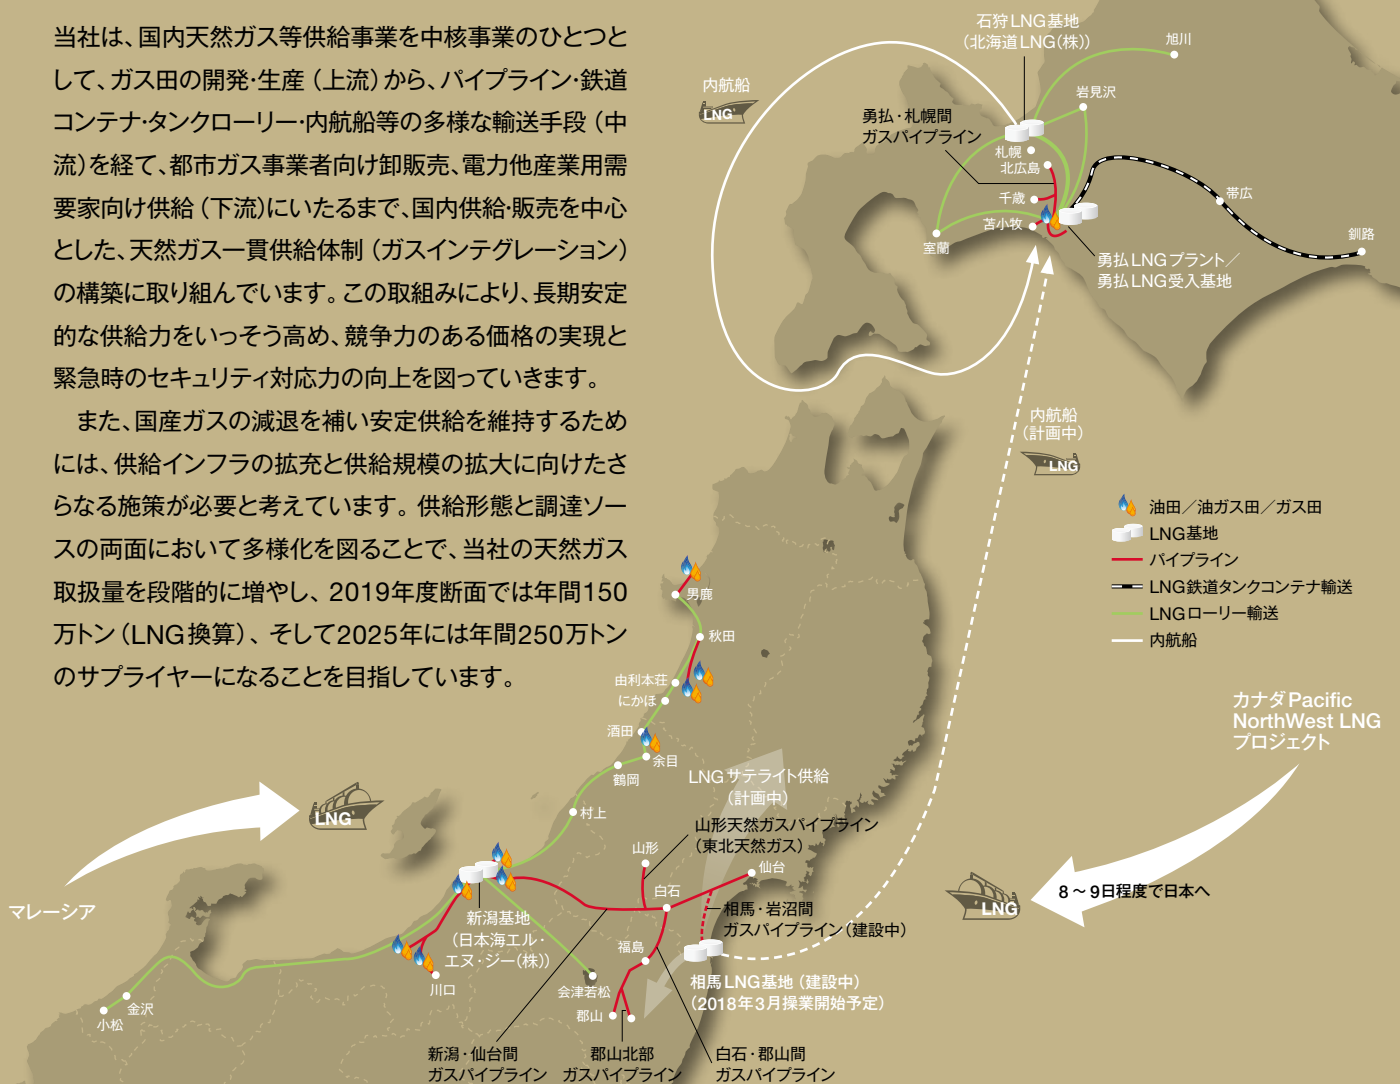 当社は、国内天然ガス等供給事業を中核事業のひとつと
して、ガス田の開発・生産（上流）から、パイプライン・鉄道
コンテナ・タンクローリー・内航船等の多様な輸送手段（中
流）を経て、都市ガス事業者向け卸販売、電力他産業用需
要家向け供給（下流）にいたるまで、国内供給・販売を中心
とした、天然ガス一貫供給体制（ガスインテグレーション）
の構築に取り組んでいます。この取組みにより、長期安定
的な供給力をいっそう高め、競争力のある価格の実現と
緊急時のセキュリティ対応力の向上を図っていきます。
　また、国産ガスの減退を補い安定供給を維持するため
には、供給インフラの拡充と供給規模の拡大に向けたさ
らなる施策が必要と考えています。供給形態と調達ソー
スの両面において多様化を図ることで、当社の天然ガス
取扱量を段階的に増やし、2019年度断面では年間150
万トン（LNG換算）、そして2025年には年間250万トン
のサプライヤーになることを目指しています。
石狩LNG基地
（北海道LNG(株)）
旭川
内航船
LNG
岩見沢
勇払・札幌間
ガスパイプライン
札幌
北広島
千歳
苫小牧
室蘭
帯広
釧路
勇払LNGプラント／
勇払LNG受入基地
内航船
（計画中）
LNG
油田／油ガス田／ガス田
LNG基地
パイプライン
LNG鉄道タンクコンテナ輸送
LNGローリー輸送
内航船
男鹿
秋田
由利本荘
にかほ
酒田
余目
鶴岡
村上
LNGサテライト供給
（計画中）
カナダPacific
NorthWest LNG
プロジェクト
8～9日程度で日本へ
LNG
LNG
マレーシア
山形天然ガスパイプライン
（東北天然ガス）
山形
仙台
白石
相馬・岩沼間
ガスパイプライン（建設中）
新潟基地
（日本海エル・
エヌ・ジー(株)）
福島
相馬LNG基地（建設中）
（2018年3月操業開始予定）
川口
会津若松
郡山
金沢
小松
新潟・仙台間
ガスパイプライン
郡山北部
ガスパイプライン
白石・郡山間
ガスパイプライン